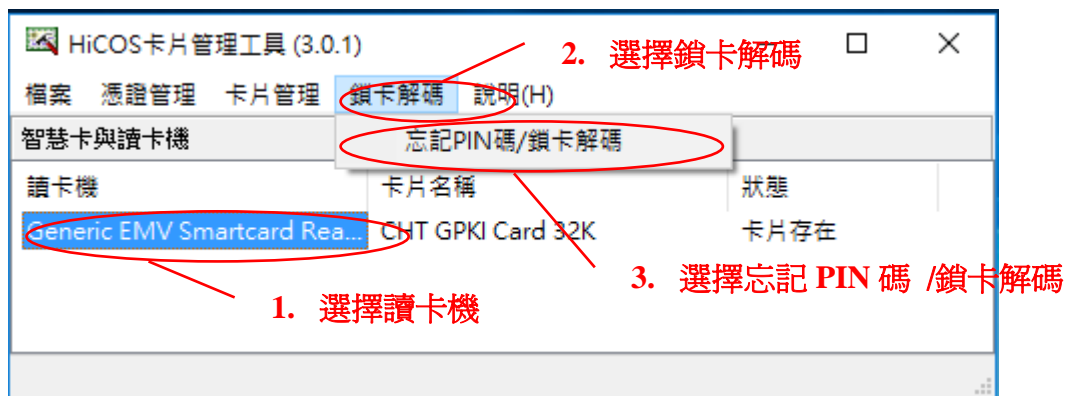 HiCOS卡片管理工具 (3.0.1)
2. 選擇鎖卡解碼
檔案 憑證管理 卡片管理 鎖卡解碼 說明(H)
智慧卡與讀卡機
忘記PIN碼/鎖卡解碼
讀卡機 卡片名稱 狀態
Generic EMV Smartcard Rea... CHT GPKI Card 32K 卡片存在
3. 選擇忘記 PIN 碼 /鎖卡解碼
1. 選擇讀卡機